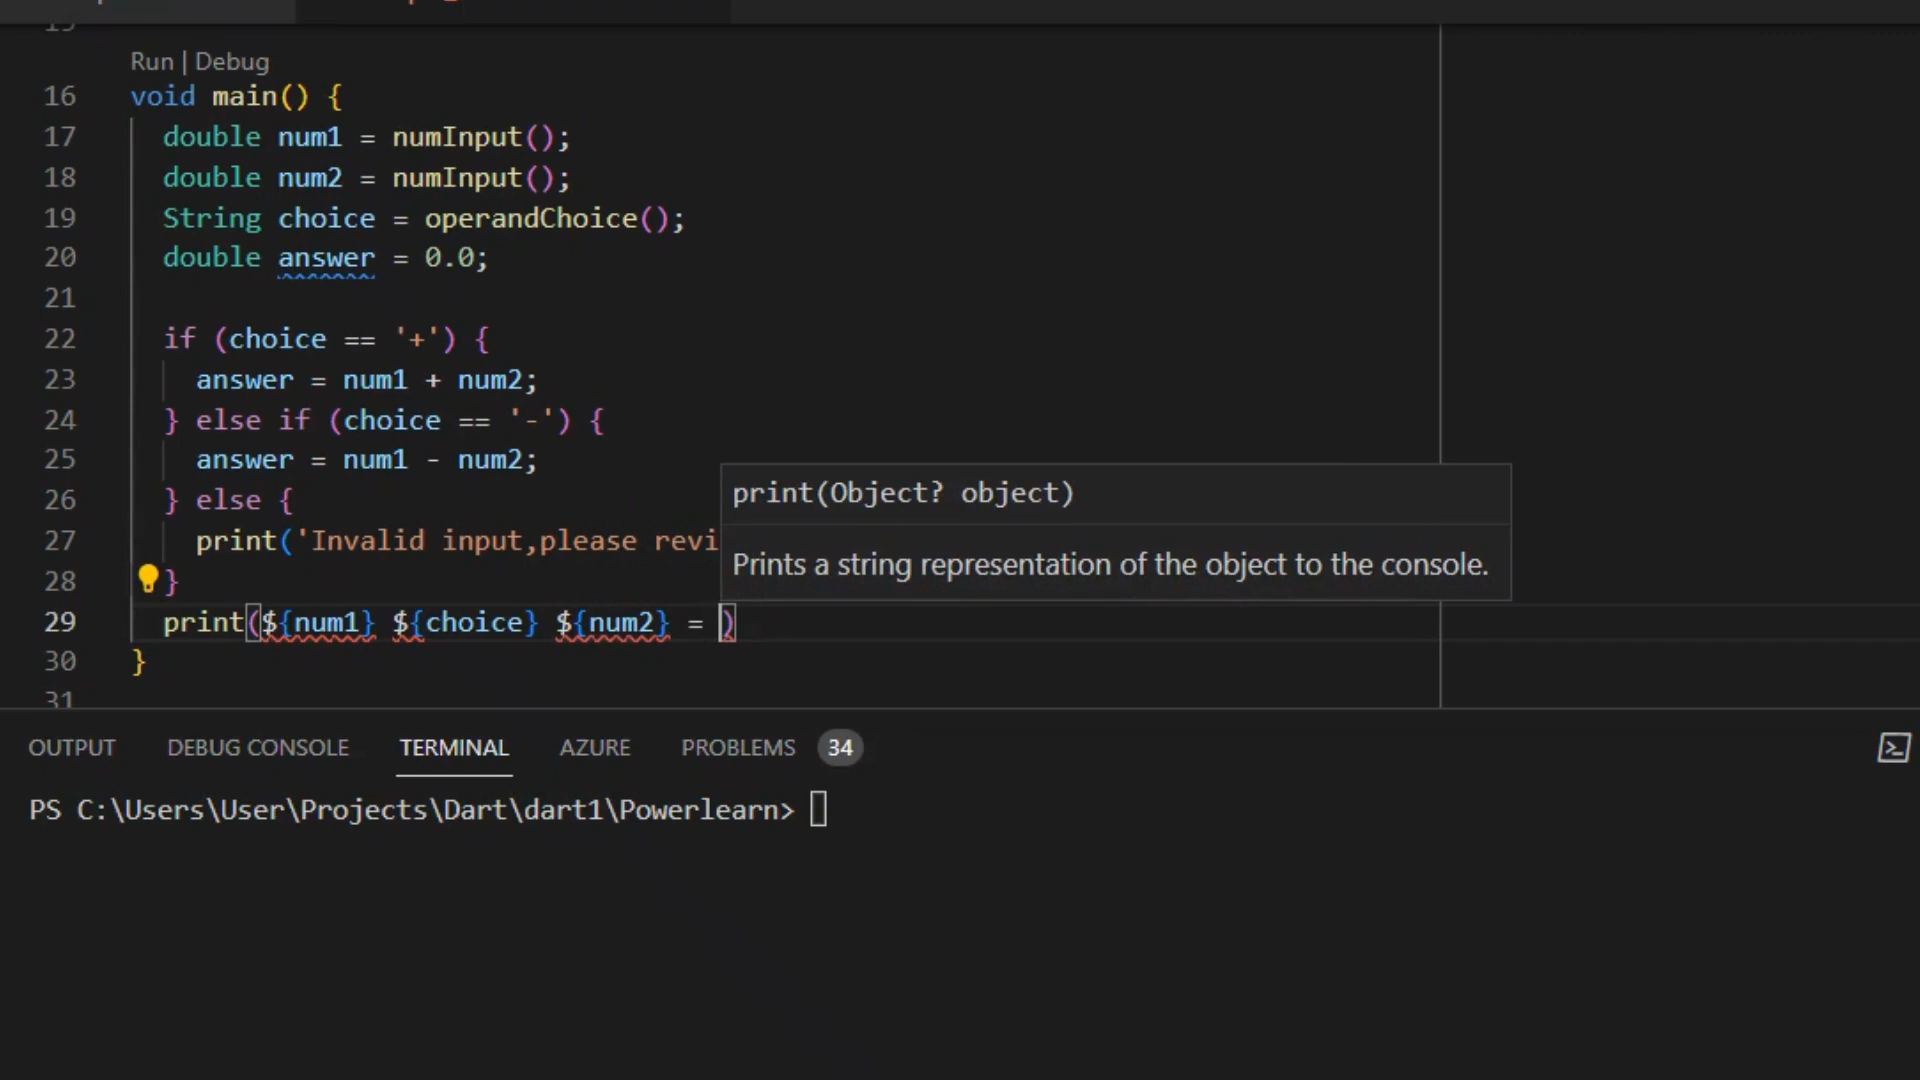 Run | Debug
16 void main() {
17 double num1 = numInput();
18 double num2 = numInput();
19 String choice = operandChoice();
20 double answer = 0.0;
21
22 if (choice == '+') {
23 answer = num1 + num2;
24 } else if (choice == '-') {
25 answer = num1 - num2;
26 } else {
27 print('Invalid input,please revi
print(Object? object)
Prints a string representation of the object to the console.
28 }
29 print(${num1} ${choice} ${num2} = )
30 }
31
OUTPUT DEBUG CONSOLE TERMINAL AZURE PROBLEMS 34
PS C:\Users\User\Projects\Dart\dart1\Powerlearn>